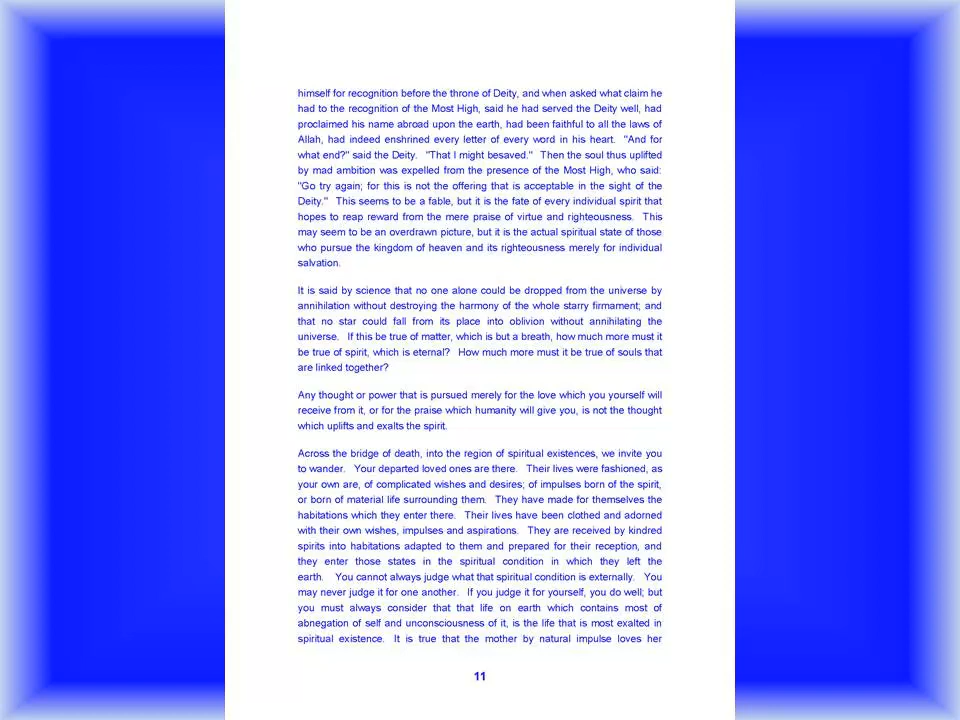 himself for recognition before the throne of Deity, and when asked what claim he
had to the recognition of the Most High, said he had served the Deity well, had
proclaimed his name abroad upon the earth, had been faithful to all the laws of
Allah, had indeed enshrined every letter of every word in his heart. "And for
what end?" said the Deity. "That I might besaved." Then the soul thus uplifted
by mad ambition was expelled from the presence of the Most High, who said:
"Go try again; for this is not the offering that is acceptable in the sight of the
Deity." This seems to be a fable, but it is the fate of every individual spirit that
hopes to reap reward from the mere praise of virtue and righteousness. This
may seem to be an overdrawn picture, but it is the actual spiritual state of those
who pursue the kingdom of heaven and its righteousness merely for individual
salvation.
It is said by science that no one alone could be dropped from the universe by
annihilation without destroying the harmony of the whole starry firmament; and
that no star could fall from its place into oblivion without annihilating the
universe. If this be true of matter, which is but a breath, how much more must it
be true of spirit, which is eternal? How much more must it be true of souls that
are linked together?
Any thought or power that is pursued merely for the love which you yourself will
receive from it, or for the praise which humanity will give you, is not the thought
which uplifts and exalts the spirit.
Across the bridge of death, into the region of spiritual existences, we invite you
to wander. Your departed loved ones are there. Their lives were fashioned, as
your own are, of complicated wishes and desires; of impulses born of the spirit,
or born of material life surrounding them. They have made for themselves the
habitations which they enter there. Their lives have been clothed and adorned
with their own wishes, impulses and aspirations. They are received by kindred
spirits into habitations adapted to them and prepared for their reception, and
they enter those states in the spiritual condition in which they left the
earth. You cannot always judge what that spiritual condition is externally. You
may never judge it for one another. If you judge it for yourself, you do well; but
you must always consider that that life on earth which contains most of
abnegation of self and unconsciousness of it, is the life that is most exalted in
spiritual existence. It is true that the mother by natural impulse loves her
11